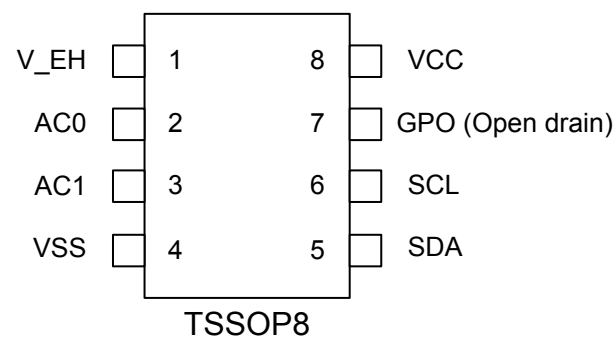 V_EH 1 8 VCC
AC0 2 7 GPO (Open drain)
AC1 3 6 SCL
VSS 4 5 SDA
TSSOP8